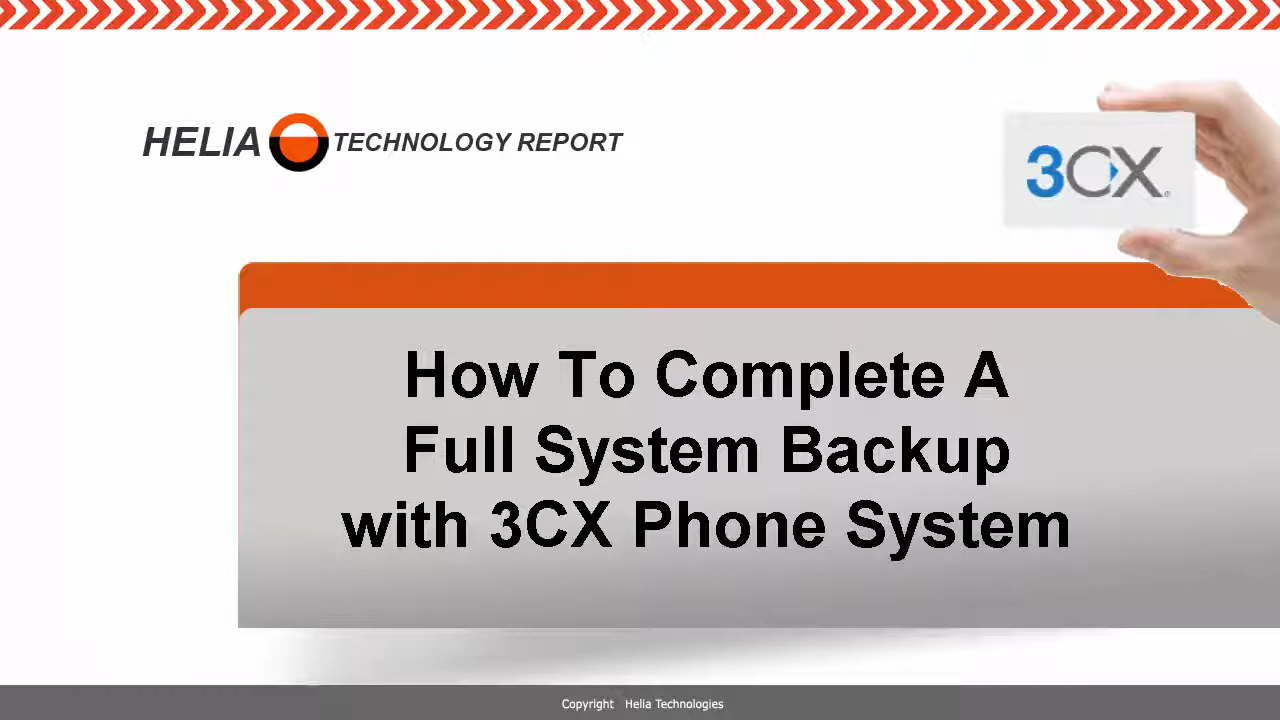 HELIA TECHNOLOGY REPORT
3CX®
How To Complete A
Full System Backup
with 3CX Phone System
Copyright Helia Technologies